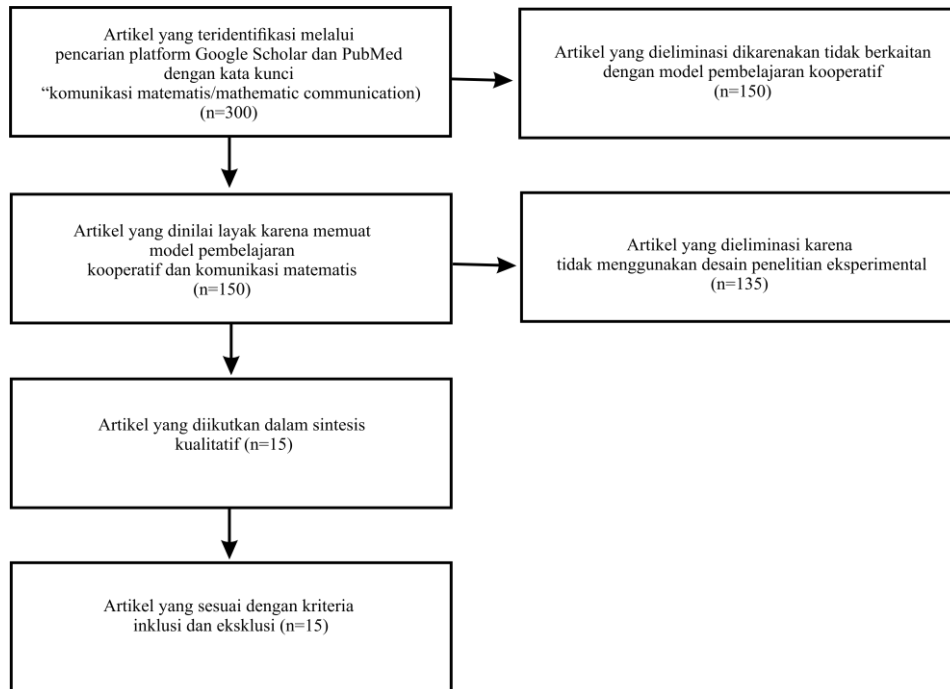 Artikel yang teridentifikasi melalui
pencarian platform Google Scholar dan PubMed
dengan kata kunci
“komunikasi matematis/mathematic communication)
(n=300)
Artikel yang dieliminasi dikarenakan tidak berkaitan
dengan model pembelajaran kooperatif
(n=150)
Artikel yang dinilai layak karena memuat
model pembelajaran
kooperatif dan komunikasi matematis
(n=150)
Artikel yang dieliminasi karena
tidak menggunakan desain penelitian eksperimental
(n=135)
Artikel yang diikutkan dalam sintesis
kualitatif (n=15)
Artikel yang sesuai dengan kriteria
inklusi dan eksklusi (n=15)